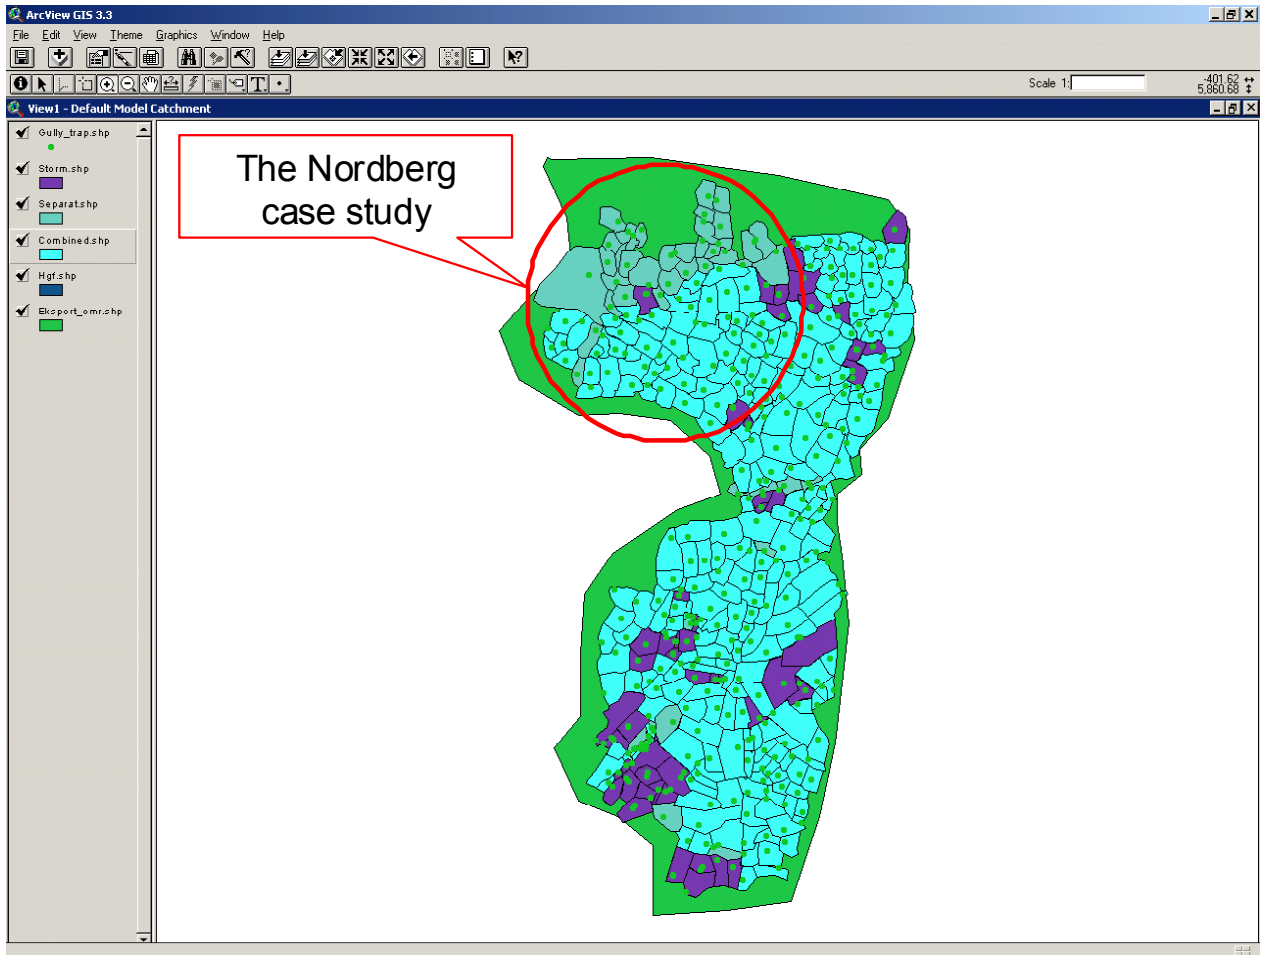 ArcView GIS 3.3
File Edit View Theme Graphics Window Help
Scale 1:
-401.62
5,860.68
View1 - Default Model Catchment
Gully_trap.shp
Storm.shp
Separat.shp
Combined.shp
Hgf.shp
Eksport_omr.shp
The Nordberg
case study